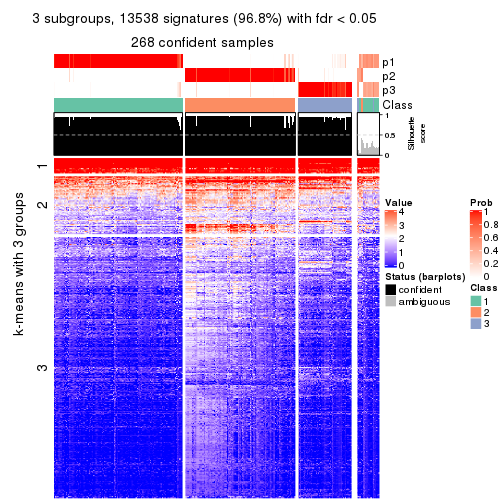 3 subgroups, 13538 signatures (96.8%) with fdr < 0.05
268 confident samples
p1
p2
p3
Class
1
0.5
0
Silhouette
score
k-means with 3 groups
1
2
3
Value
4
3
2
1
0
Status (barplots)
confident
ambiguous
Prob
1
0.8
0.6
0.4
0.2
0
Class
1
2
3